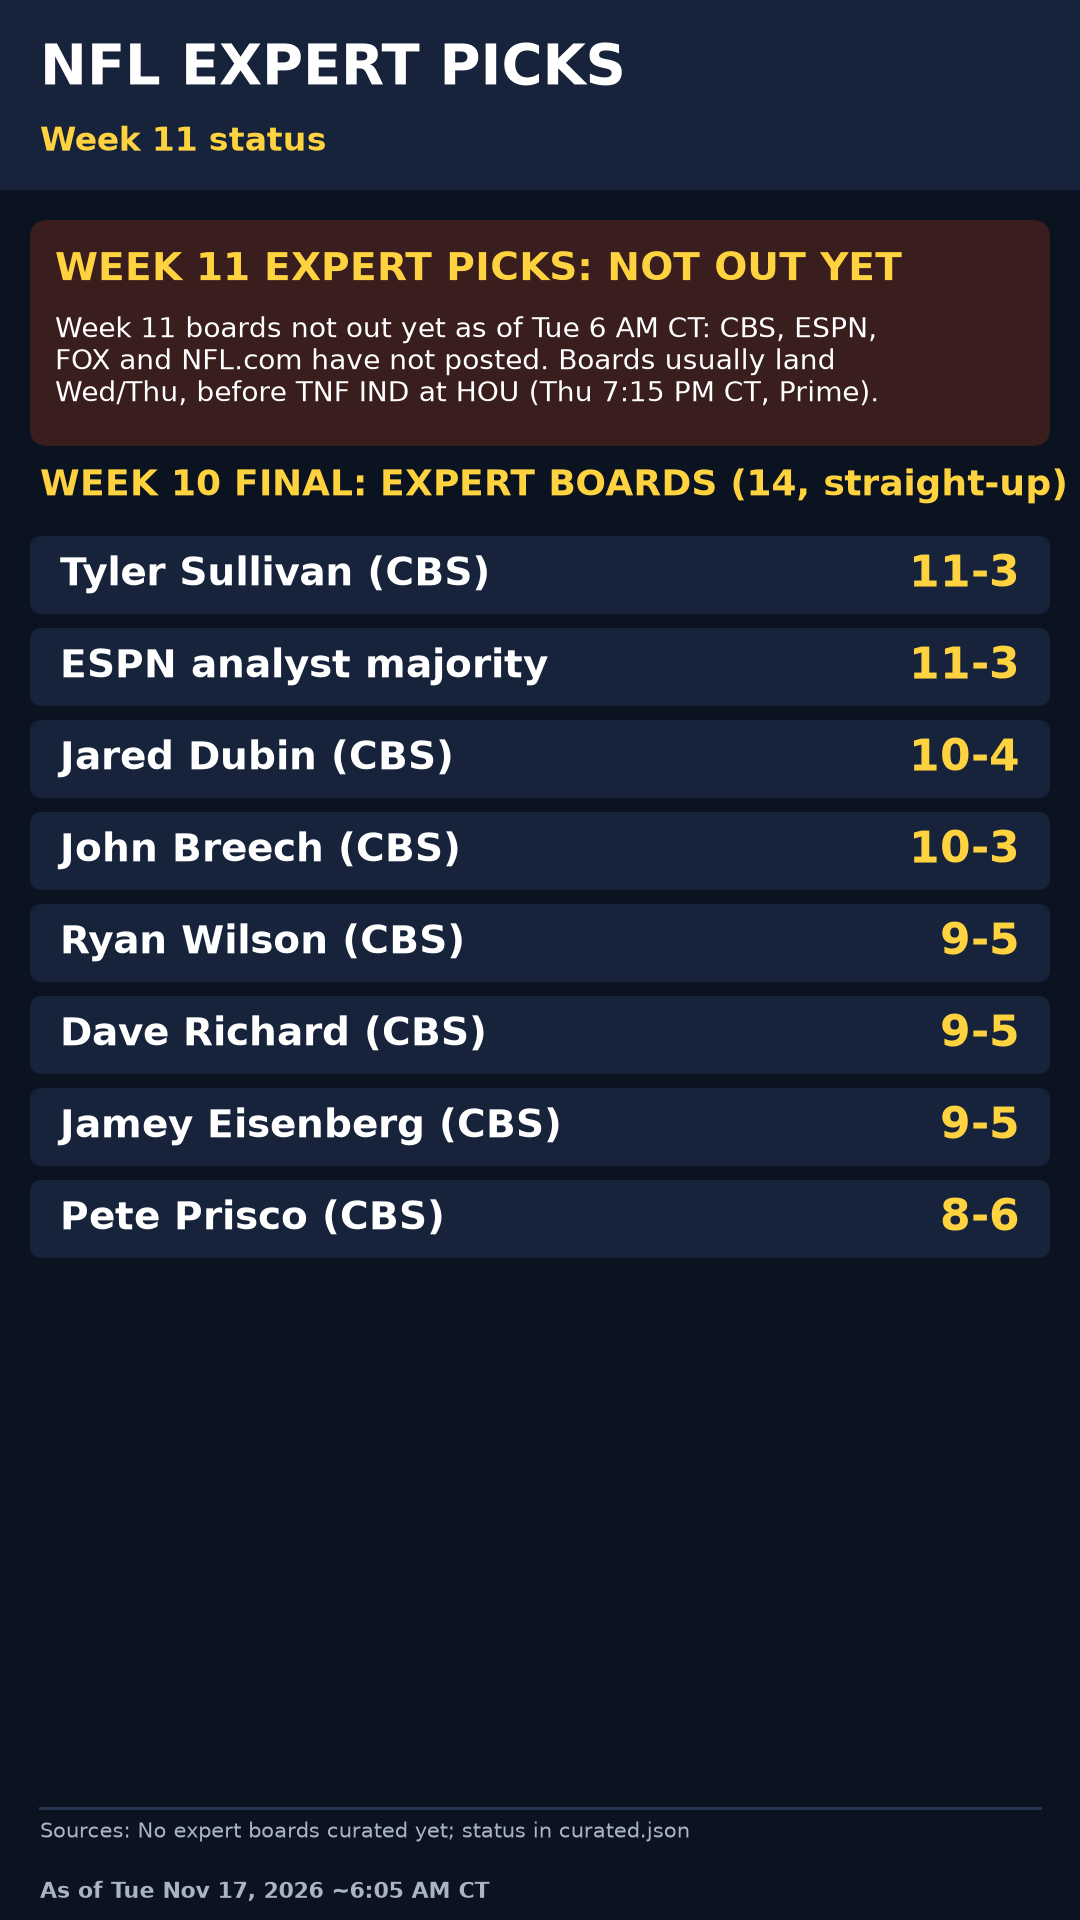 NFL EXPERT PICKS
Week 11 status
WEEK 11 EXPERT PICKS: NOT OUT YET
Week 11 boards not out yet as of Tue 6 AM CT: CBS, ESPN,
FOX and NFL.com have not posted. Boards usually land
Wed/Thu, before TNF IND at HOU (Thu 7:15 PM CT, Prime).
WEEK 10 FINAL: EXPERT BOARDS (14, straight-up)
Tyler Sullivan (CBS) 11-3
ESPN analyst majority 11-3
Jared Dubin (CBS) 10-4
John Breech (CBS) 10-3
Ryan Wilson (CBS) 9-5
Dave Richard (CBS) 9-5
Jamey Eisenberg (CBS) 9-5
Pete Prisco (CBS) 8-6
Sources: No expert boards curated yet; status in curated.json
As of Tue Nov 17, 2026 ~6:05 AM CT